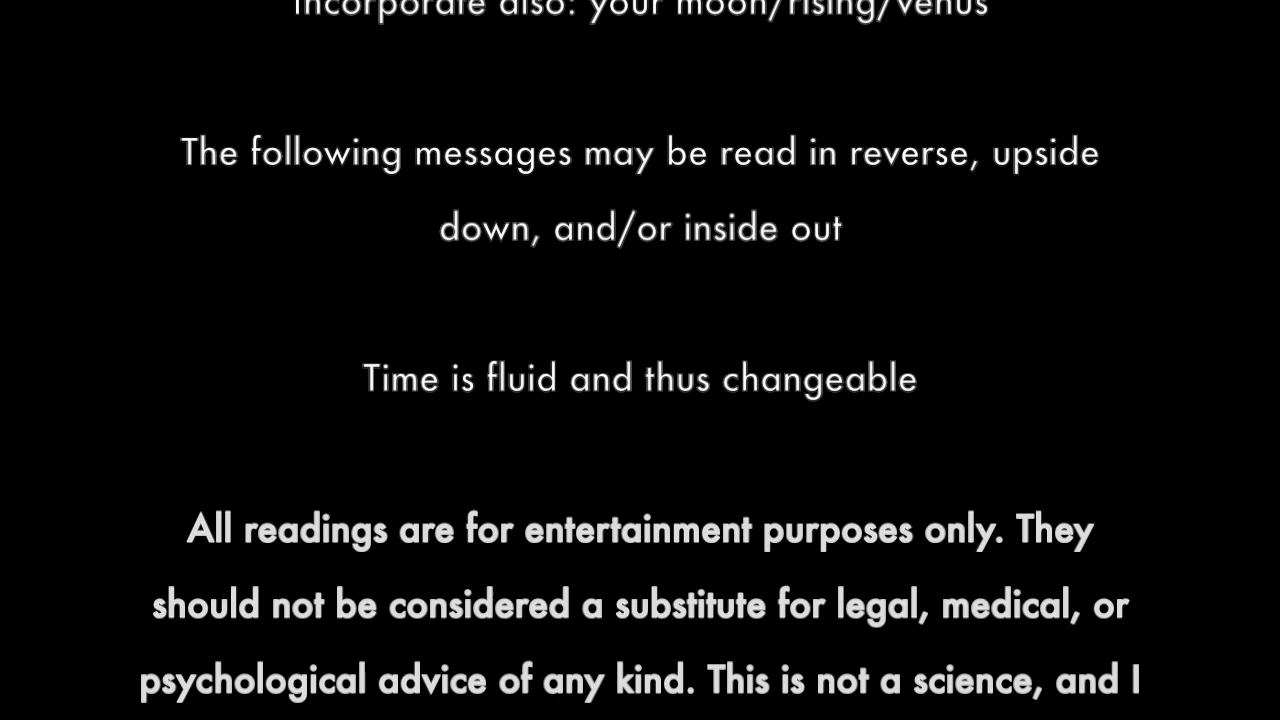 Incorporate also: your moon/rising/venus
The following messages may be read in reverse, upside
down, and/or inside out
Time is fluid and thus changeable
All readings are for entertainment purposes only. They
should not be considered a substitute for legal, medical, or
psychological advice of any kind. This is not a science, and I